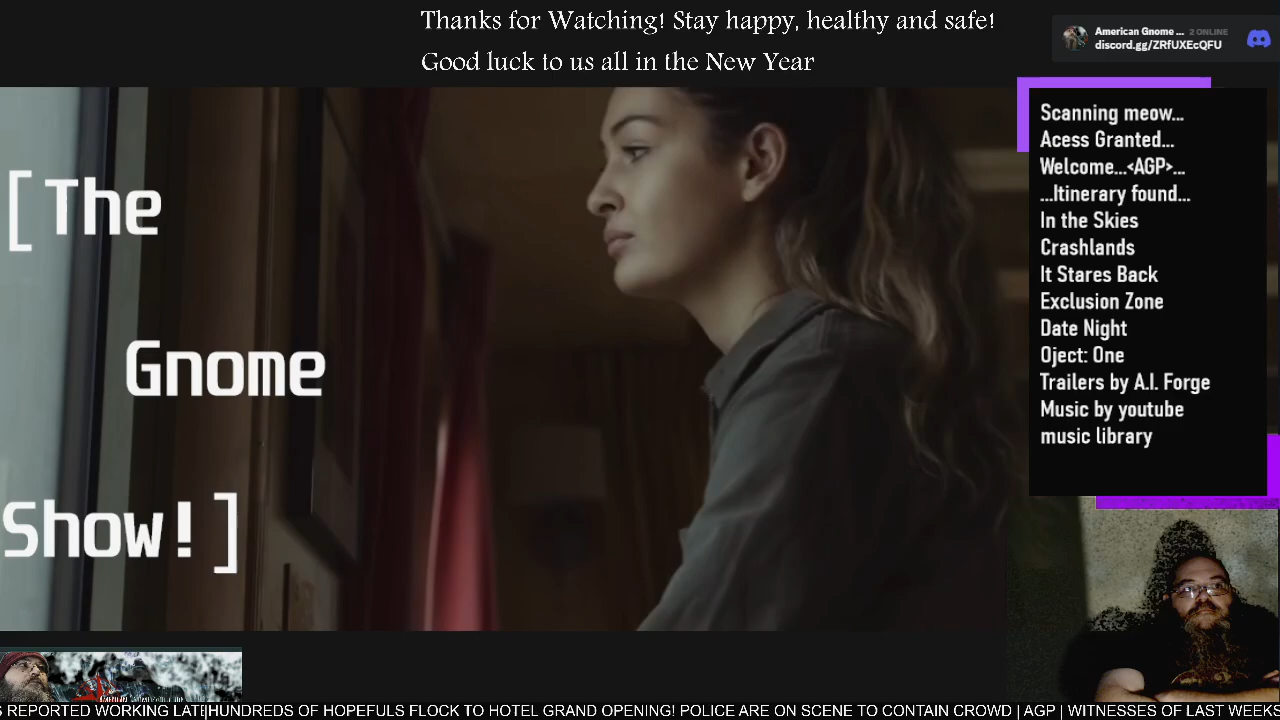 Thanks for Watching! Stay happy, healthy and safe!
Good luck to us all in the New Year
American Gnome ... 2 ONLINE
discord.gg/ZRfUXEcQFU
[The
Gnome
Show!]
Scanning meow...
Acess Granted...
Welcome...<AGP>...
...Itinerary found...
In the Skies
Crashlands
It Stares Back
Exclusion Zone
Date Night
Oject: One
Trailers by A.I. Forge
Music by youtube
music library
S REPORTED WORKING LATE|HUNDREDS OF HOPEFULS FLOCK TO HOTEL GRAND OPENING! POLICE ARE ON SCENE TO CONTAIN CROWD | AGP | WITNESSES OF LAST WEEKS